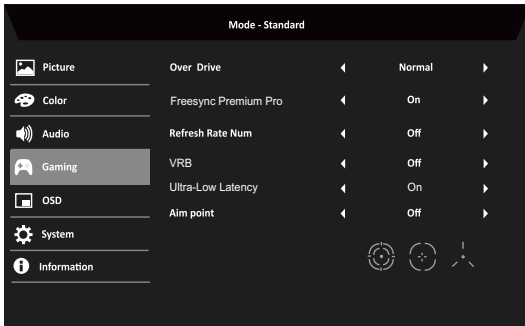 Mode - Standard
Picture
Over Drive Normal
Color
Freesync Premium Pro On
Audio
Refresh Rate Num Off
Gaming
VRB Off
Ultra-Low Latency On
OSD
Aim point Off
System
Information